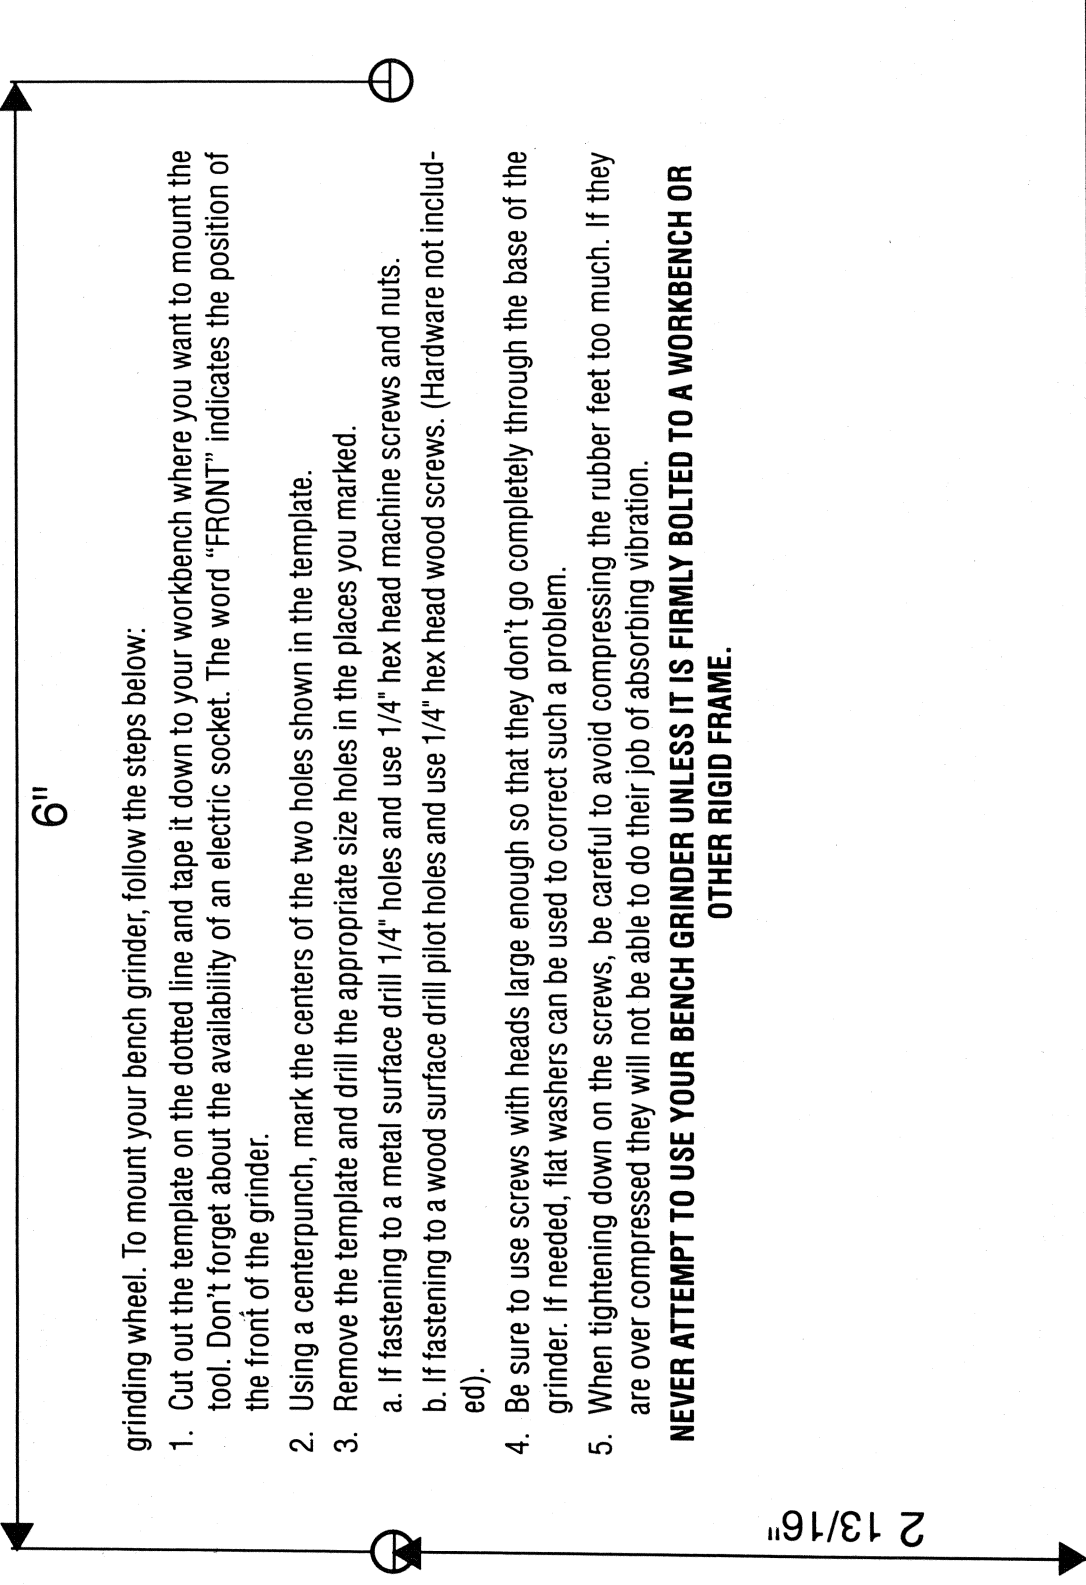 6"
grinding wheel. To mount your bench grinder, follow the steps below:
1. Cut out the template on the dotted line and tape it down to your workbench where you want to mount the
tool. Don't forget about the availability of an electric socket. The word “FRONT” indicates the position of
the front of the grinder.
2. Using a centerpunch, mark the centers of the two holes shown in the template.
3. Remove the template and drill the appropriate size holes in the places you marked.
a. If fastening to a metal surface drill 1/4" holes and use 1/4" hex head machine screws and nuts.
b. If fastening to a wood surface drill pilot holes and use 1/4" hex head wood screws. (Hardware not includ-
ed).
4. Be sure to use screws with heads large enough so that they don't go completely through the base of the
grinder. If needed, flat washers can be used to correct such a problem.
5. When tightening down on the screws, be careful to avoid compressing the rubber feet too much. If they
are over compressed they will not be able to do their job of absorbing vibration.
NEVER ATTEMPT TO USE YOUR BENCH GRINDER UNLESS IT IS FIRMLY BOLTED TO A WORKBENCH OR
OTHER RIGID FRAME.
2 13/16"